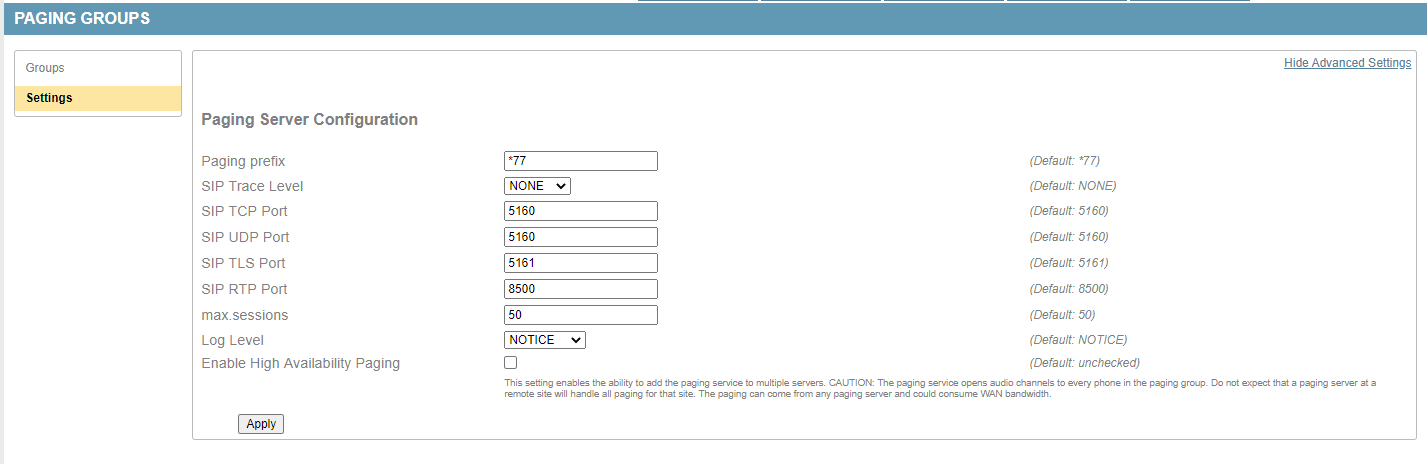 PAGING GROUPS
Groups
Settings
Hide Advanced Settings
Paging Server Configuration
Paging prefix *77 (Default: *77)
SIP Trace Level NONE (Default: NONE)
SIP TCP Port 5160 (Default: 5160)
SIP UDP Port 5160 (Default: 5160)
SIP TLS Port 5161 (Default: 5161)
SIP RTP Port 8500 (Default: 8500)
max.sessions 50 (Default: 50)
Log Level NOTICE (Default: NOTICE)
Enable High Availability Paging (Default: unchecked)
This setting enables the ability to add the paging service to multiple servers. CAUTION: The paging service opens audio channels to every phone in the paging group. Do not expect that a paging server at a
remote site will handle all paging for that site. The paging can come from any paging server and could consume WAN bandwidth.
Apply